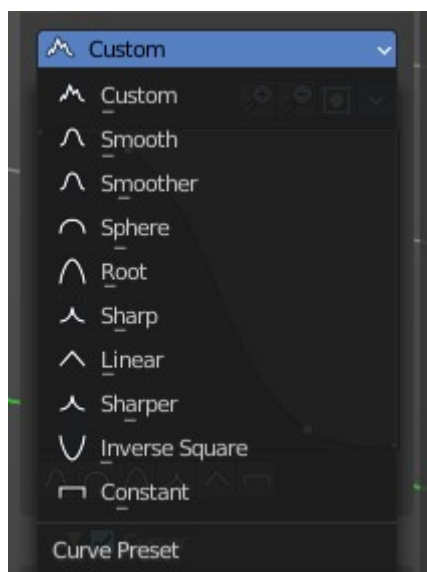 Custom
Custom
Smooth
Smoother
Sphere
Root
Sharp
Linear
Sharper
Inverse Square
Constant
Curve Preset